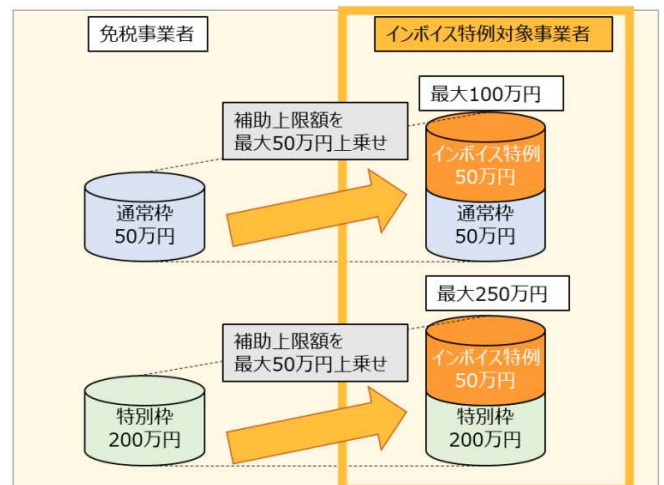 免税事業者
インボイス特例対象事業者
最大100万円
補助上限額を
最大50万円上乗せ
インボイス特例
50万円
通常枠
50万円
通常枠
50万円
最大250万円
補助上限額を
最大50万円上乗せ
インボイス特例
50万円
特別枠
200万円
特別枠
200万円